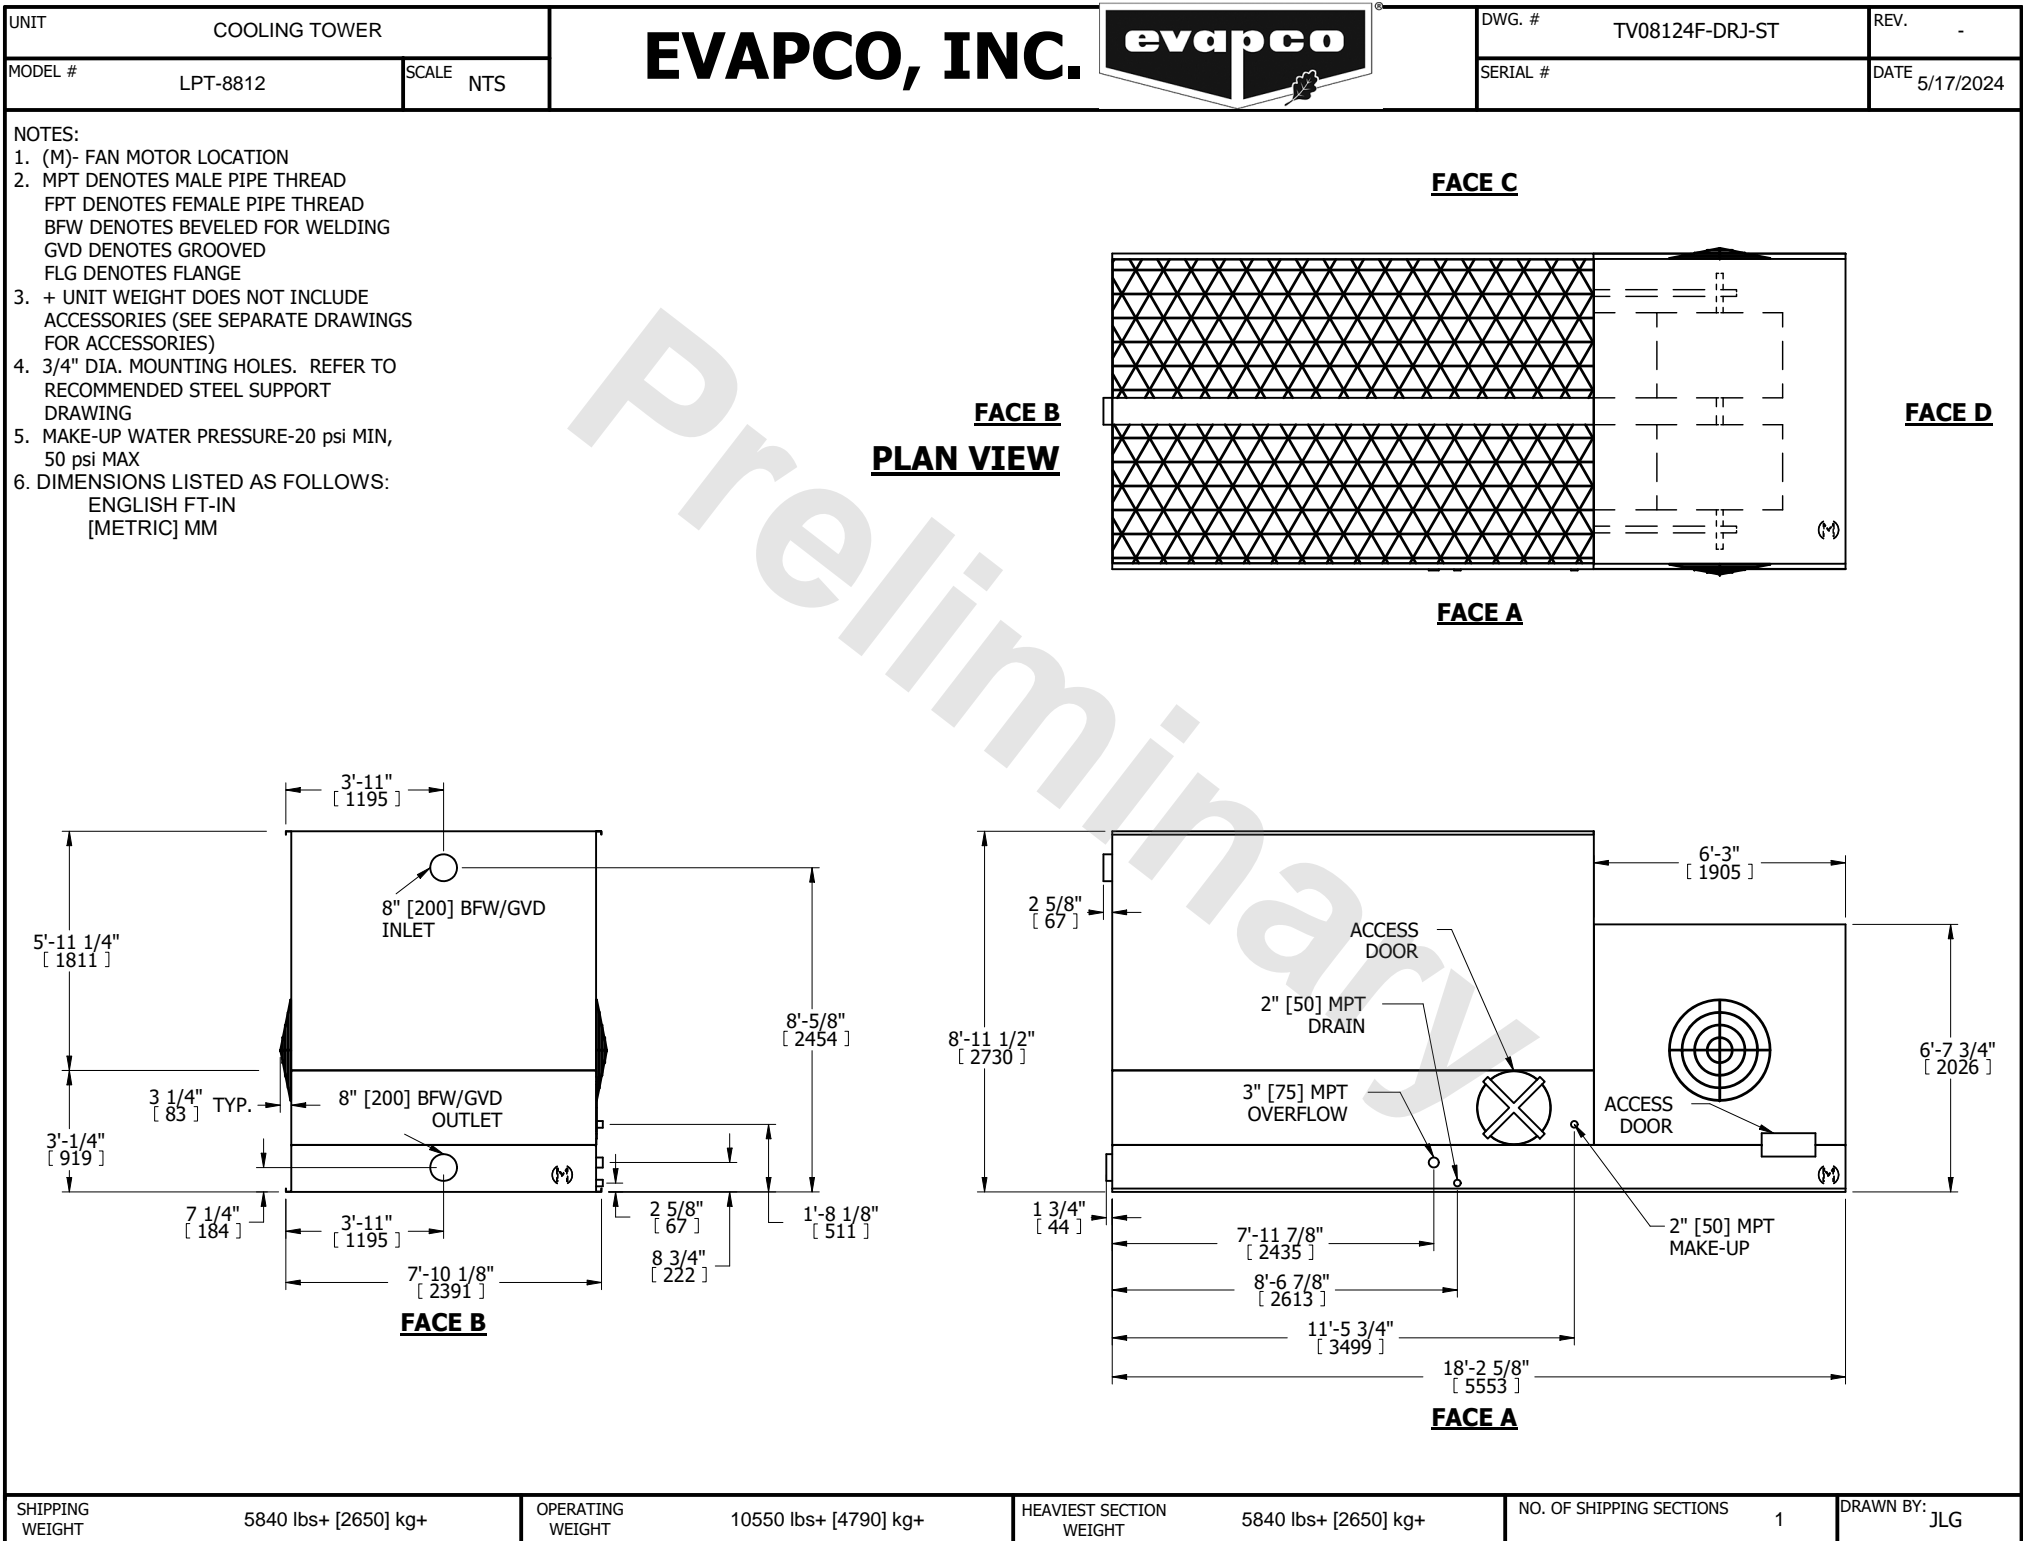 UNIT
COOLING TOWER
MODEL #
LPT-8812
SCALE
NTS
EVAPCO, INC.
evapco
®
DWG. #
TV08124F-DRJ-ST
REV.
-
SERIAL #
DATE
5/17/2024
NOTES:
1. (M)- FAN MOTOR LOCATION
2. MPT DENOTES MALE PIPE THREAD
FPT DENOTES FEMALE PIPE THREAD
BFW DENOTES BEVELED FOR WELDING
GVD DENOTES GROOVED
FLG DENOTES FLANGE
3. + UNIT WEIGHT DOES NOT INCLUDE
ACCESSORIES (SEE SEPARATE DRAWINGS
FOR ACCESSORIES)
4. 3/4" DIA. MOUNTING HOLES. REFER TO
RECOMMENDED STEEL SUPPORT
DRAWING
5. MAKE-UP WATER PRESSURE-20 psi MIN,
50 psi MAX
6. DIMENSIONS LISTED AS FOLLOWS:
ENGLISH FT-IN
[METRIC] MM
Preliminary
FACE C
FACE B
PLAN VIEW
FACE D
(M)
FACE A
3'-11"
[ 1195 ]
8" [200] BFW/GVD
INLET
5'-11 1/4"
[ 1811 ]
8'-5/8"
[ 2454 ]
3 1/4"
[ 83 ]
TYP.
8" [200] BFW/GVD
OUTLET
3'-1/4"
[ 919 ]
(M)
7 1/4"
[ 184 ]
3'-11"
[ 1195 ]
2 5/8"
[ 67 ]
1'-8 1/8"
[ 511 ]
8 3/4"
[ 222 ]
7'-10 1/8"
[ 2391 ]
FACE B
6'-3"
[ 1905 ]
2 5/8"
[ 67 ]
ACCESS
DOOR
2" [50] MPT
DRAIN
8'-11 1/2"
[ 2730 ]
6'-7 3/4"
[ 2026 ]
3" [75] MPT
OVERFLOW
ACCESS
DOOR
(M)
1 3/4"
[ 44 ]
7'-11 7/8"
[ 2435 ]
2" [50] MPT
MAKE-UP
8'-6 7/8"
[ 2613 ]
11'-5 3/4"
[ 3499 ]
18'-2 5/8"
[ 5553 ]
FACE A
SHIPPING
WEIGHT
5840 lbs+ [2650] kg+
OPERATING
WEIGHT
10550 lbs+ [4790] kg+
HEAVIEST SECTION
WEIGHT
5840 lbs+ [2650] kg+
NO. OF SHIPPING SECTIONS
1
DRAWN BY:
JLG